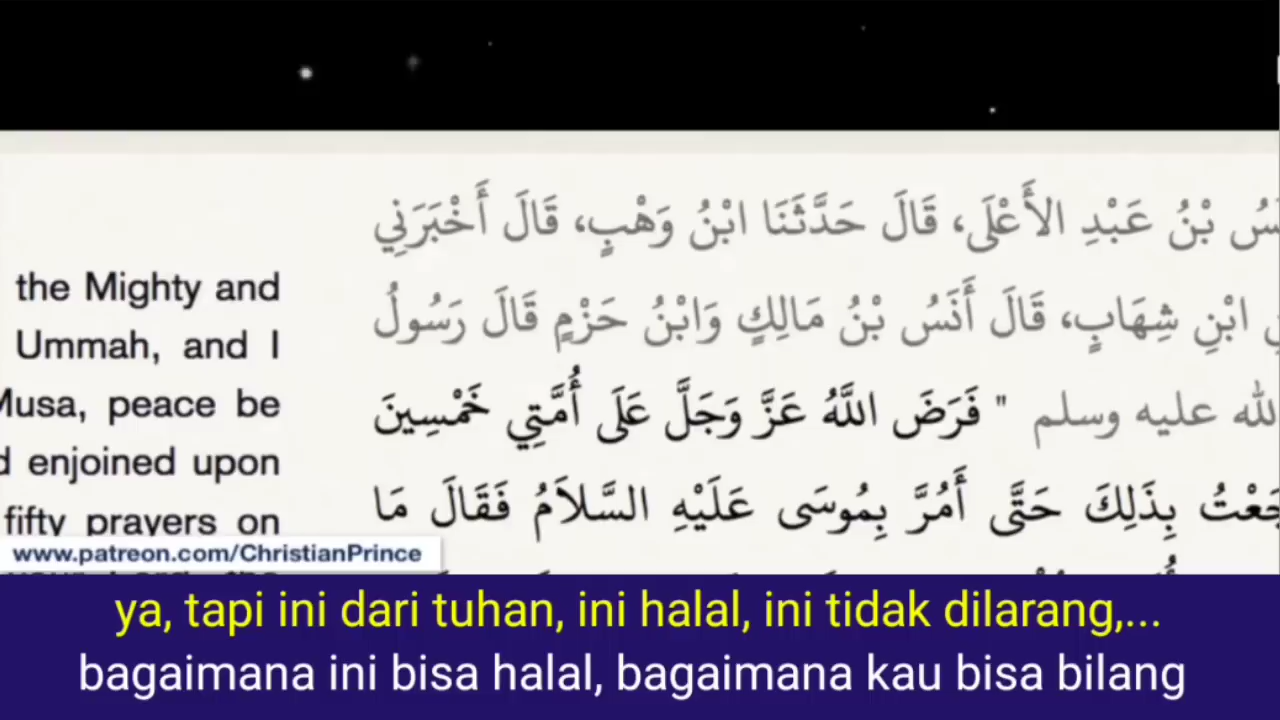 the Mighty and
Ummah, and I
Musa, peace be
enjoined upon
fifty prayers on
بْنُ عَبْدِ الأَعْلَى، قَالَ حَدَّثَنَا ابْنُ وَهْبٍ، قَالَ أَخْبَرَنِي
ابْنِ شِهَابٍ، قَالَ أَنَسُ بْنُ مَالِكٍ وَابْنُ حَزْمٍ قَالَ رَسُولُ
الله عليه وسلم " فَرَضَ اللَّهُ عَزَّ وَجَلَّ عَلَى أُمَّتِي خَمْسِينَ
بِذَلِكَ حَتَّى أَمُرَّ بِمُوسَى عَلَيْهِ السَّلاَمُ فَقَالَ مَا
www.patreon.com/ChristianPrince
ya, tapi ini dari tuhan, ini halal, ini tidak dilarang,...
bagaimana ini bisa halal, bagaimana kau bisa bilang